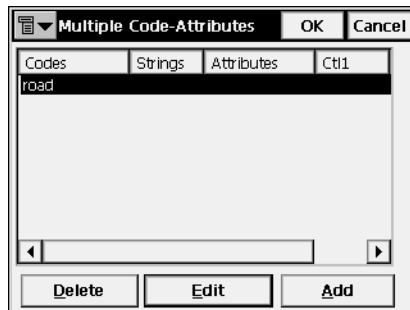 Multiple Code-Attributes OK Cancel
Codes Strings Attributes Ctl1
road
Delete Edit Add